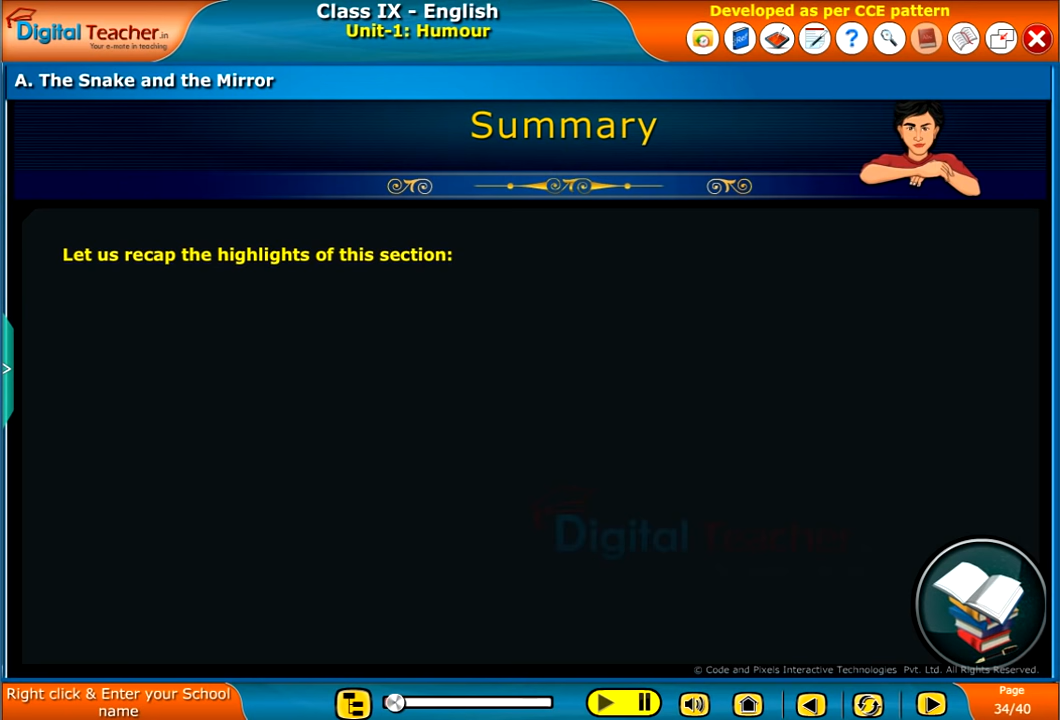 Digital Teacher.in
Your e-mate in teaching
Class IX - English
Unit-1: Humour
Developed as per CCE pattern
A. The Snake and the Mirror
Summary
Let us recap the highlights of this section:
>
Digital Teacher
© Code and Pixels Interactive Technologies Pvt. Ltd. All Rights Reserved.
Right click & Enter your School
name
Page
34/40